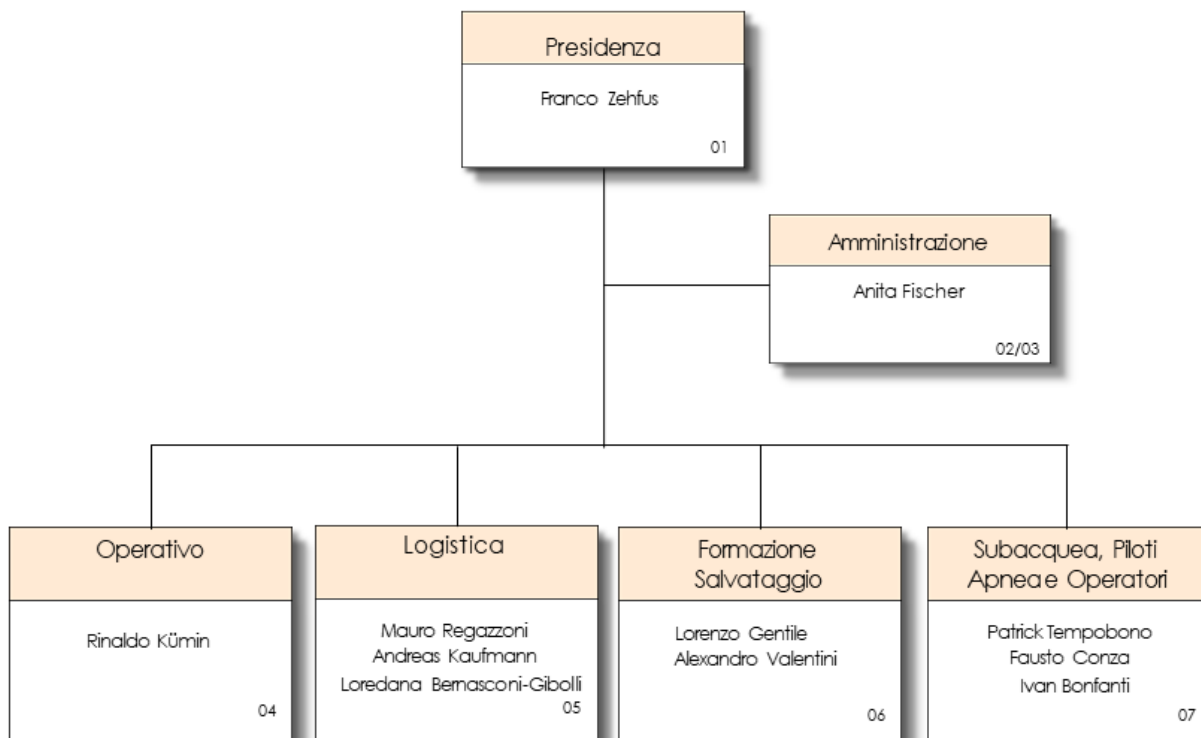 Presidenza
Franco Zehfus
01
Amministrazione
Anita Fischer
02/03
Operativo
Rinaldo Kümin
04
Logistica
Mauro Regazzoni
Andreas Kaufmann
Loredana Bernasconi-Gibolli
05
Formazione
Salvataggio
Lorenzo Gentile
Alexandro Valentini
06
Subacquea, Piloti
Apnea e Operatori
Patrick Tempobono
Fausto Conza
Ivan Bonfanti
07